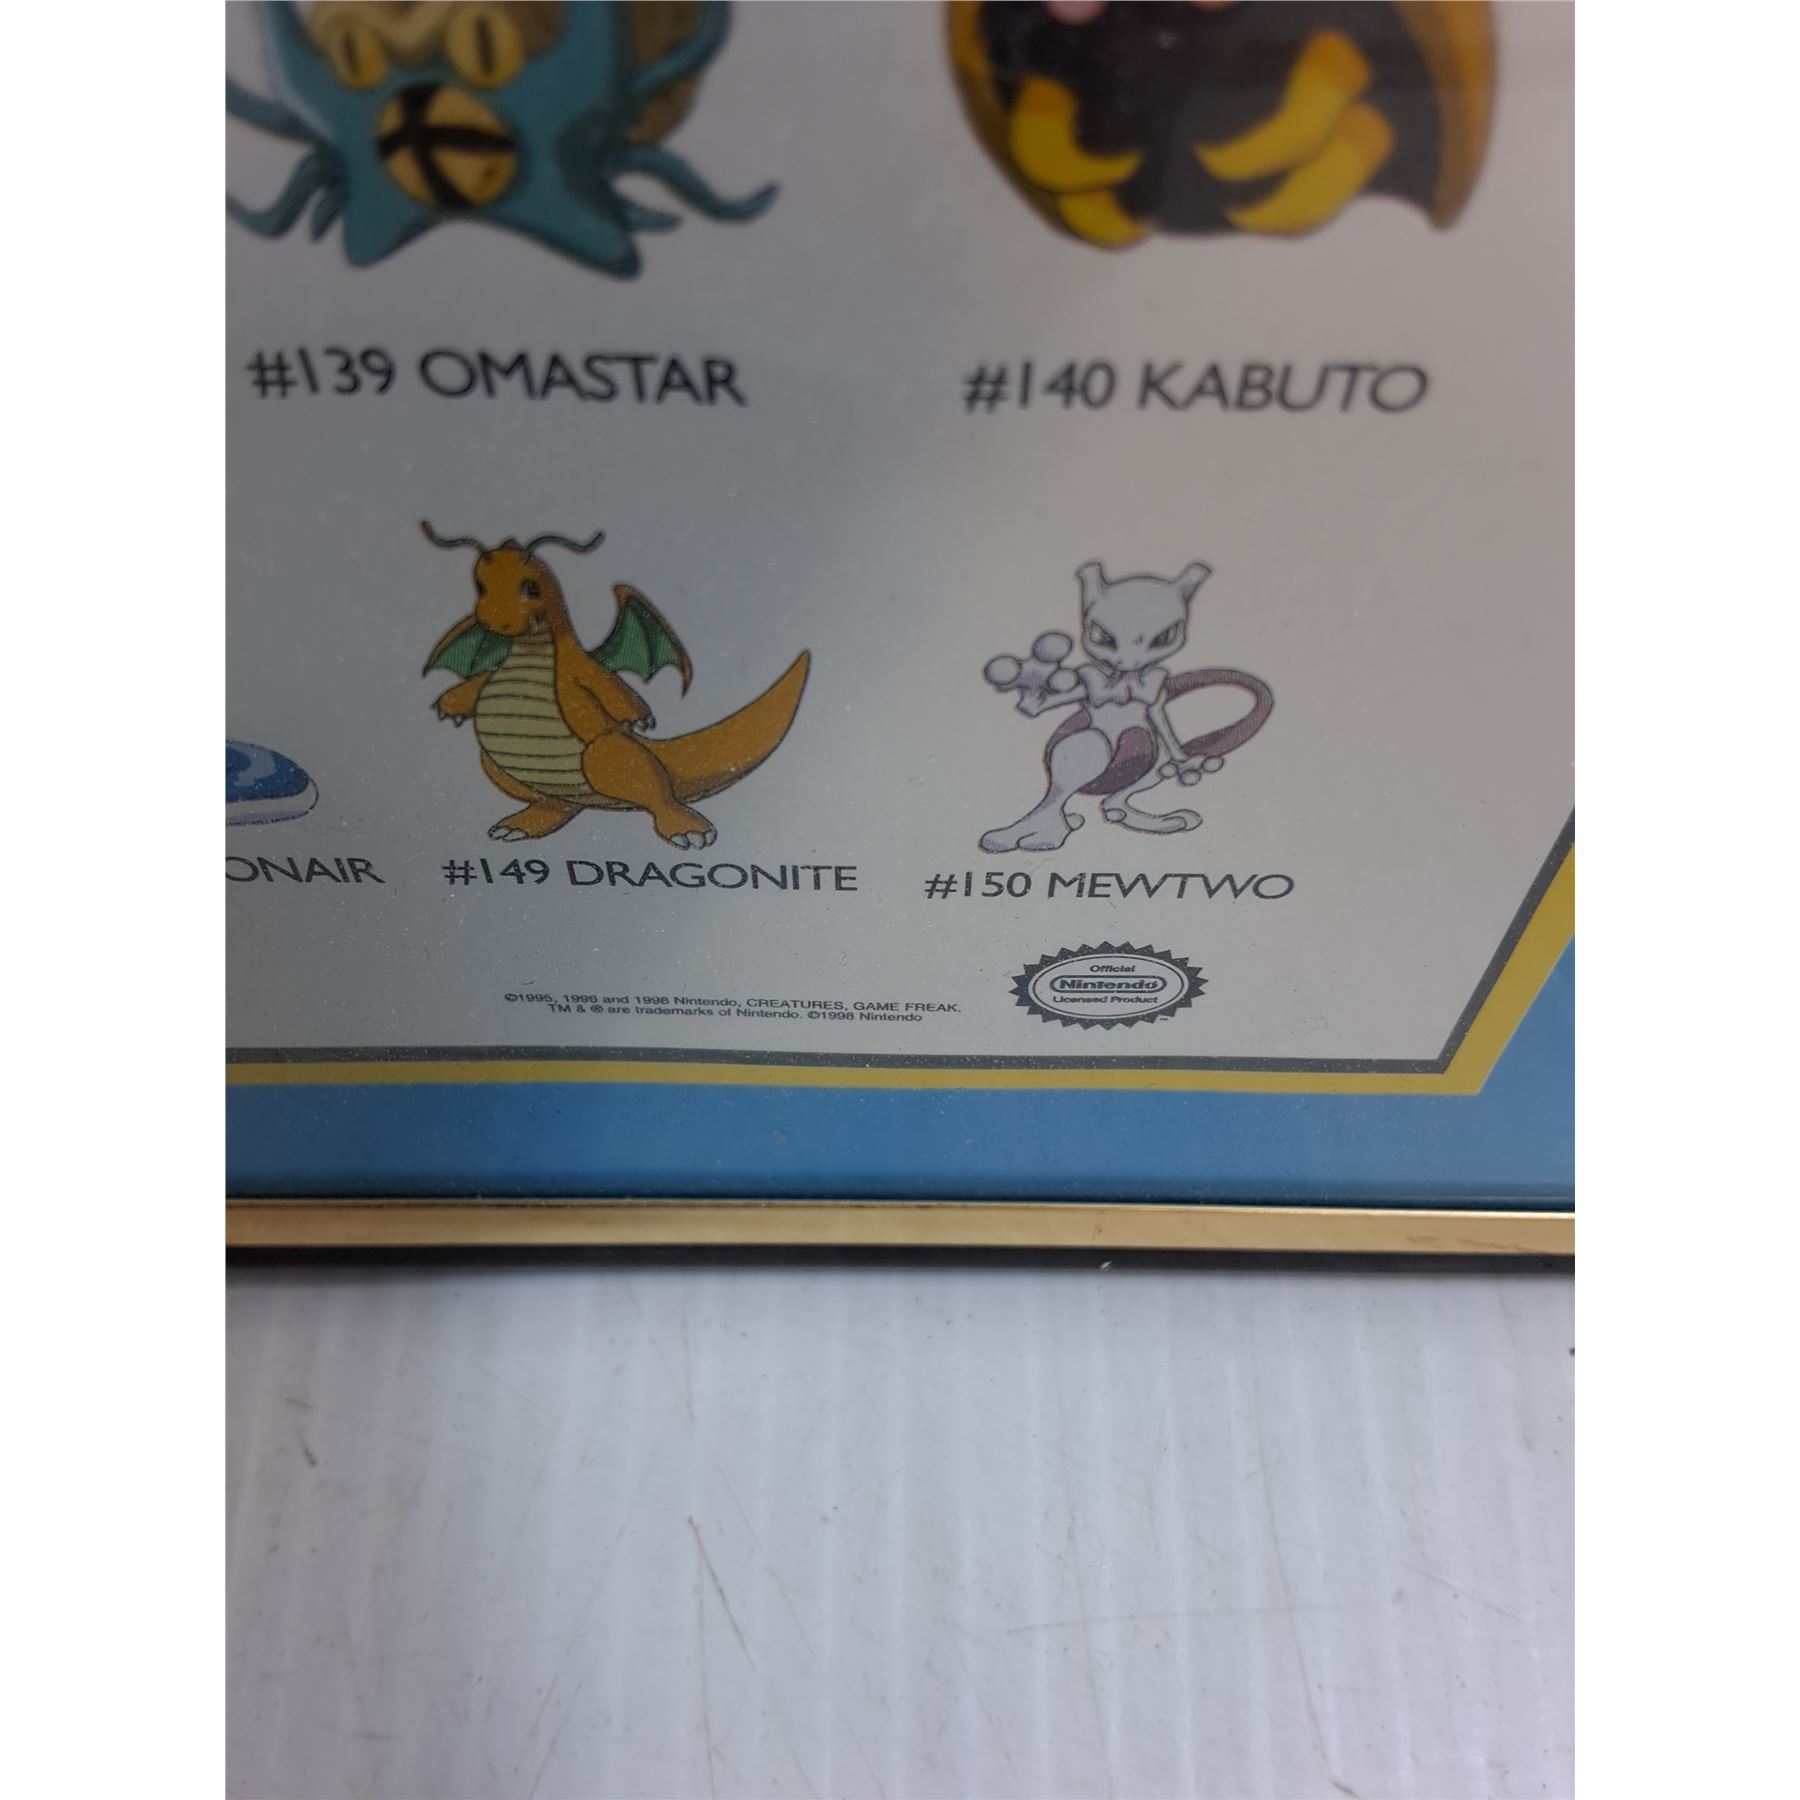 #139 OMASTAR
#140 KABUTO
ONAIR
#149 DRAGONITE
#150 MEWTWO
©1995, 1996 and 1998 Nintendo, CREATURES, GAME FREAK.
TM & ® are trademarks of Nintendo. ©1998 Nintendo
Official
Nintendo
Licensed Product
TM